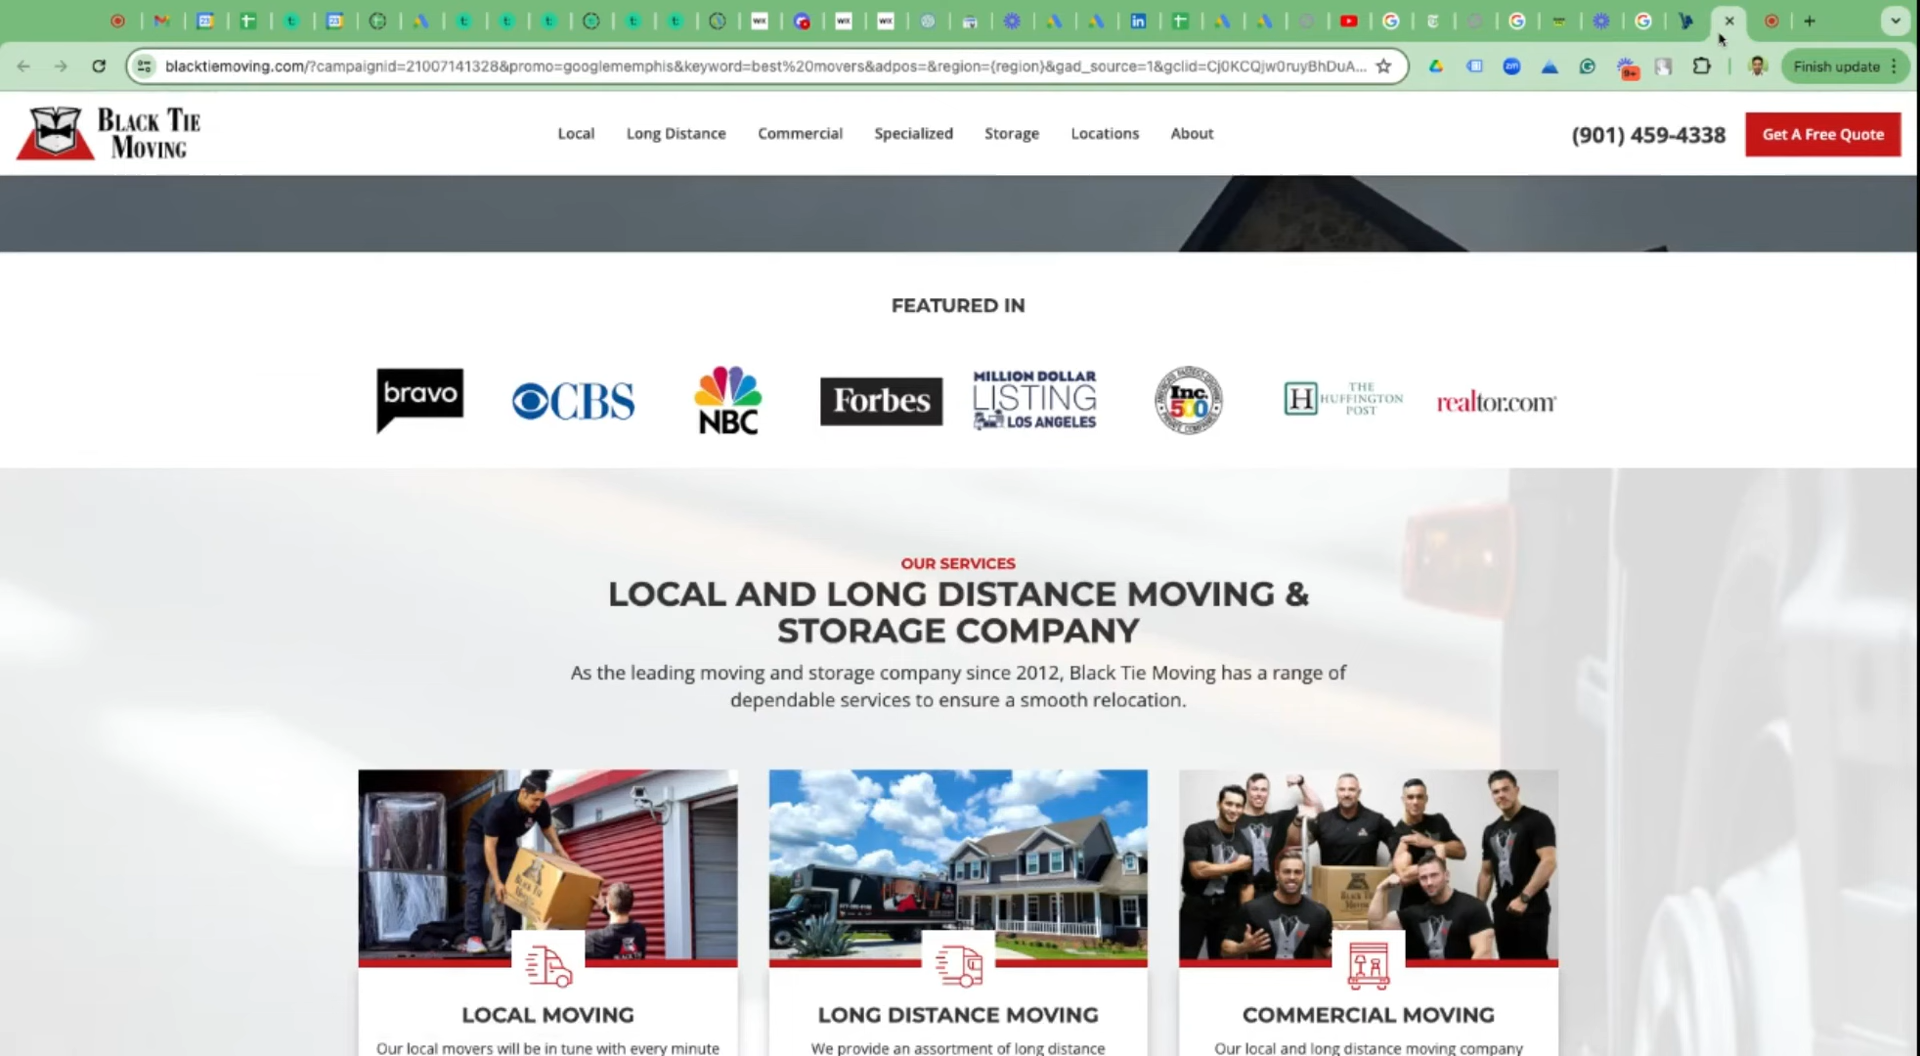 blacktiemoving.com/?campaignid=21007141328&promo=googlememphis&keyword=best%20movers&adpos=&region={region}&gad_source=1&gclid=Cj0KCQjw0ruyBhDuA...
Finish update
BLACK TIE
MOVING
Local
Long Distance
Commercial
Specialized
Storage
Locations
About
(901) 459-4338
Get A Free Quote
FEATURED IN
bravo
CBS
NBC
Forbes
MILLION DOLLAR
LISTING
LOS ANGELES
Inc.
500
H
THE
HUFFINGTON
POST
realtor.com
OUR SERVICES
LOCAL AND LONG DISTANCE MOVING &
STORAGE COMPANY
As the leading moving and storage company since 2012, Black Tie Moving has a range of
dependable services to ensure a smooth relocation.
LOCAL MOVING
LONG DISTANCE MOVING
COMMERCIAL MOVING
Our local movers will be in tune with every minute
We provide an assortment of long distance
Our local and long distance moving company